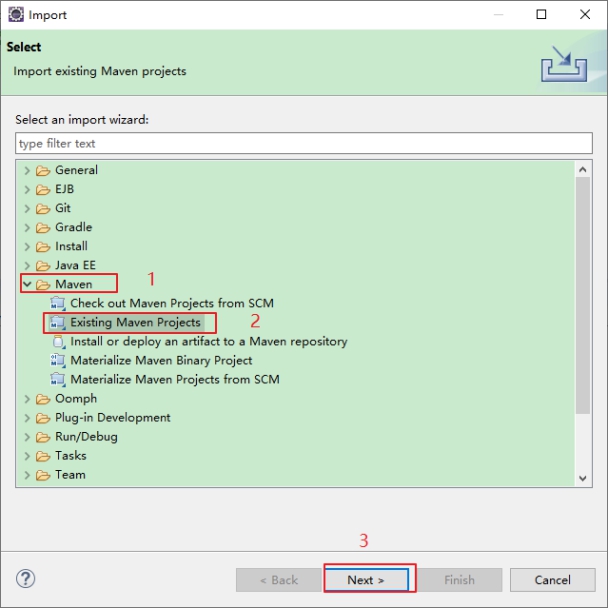 Import
Select
Import existing Maven projects
Select an import wizard:
type filter text
General
EJB
Git
Gradle
Install
Java EE
Maven 1
Check out Maven Projects from SCM
Existing Maven Projects 2
Install or deploy an artifact to a Maven repository
Materialize Maven Binary Project
Materialize Maven Projects from SCM
Oomph
Plug-in Development
Run/Debug
Tasks
Team
3
? < Back Next > Finish Cancel